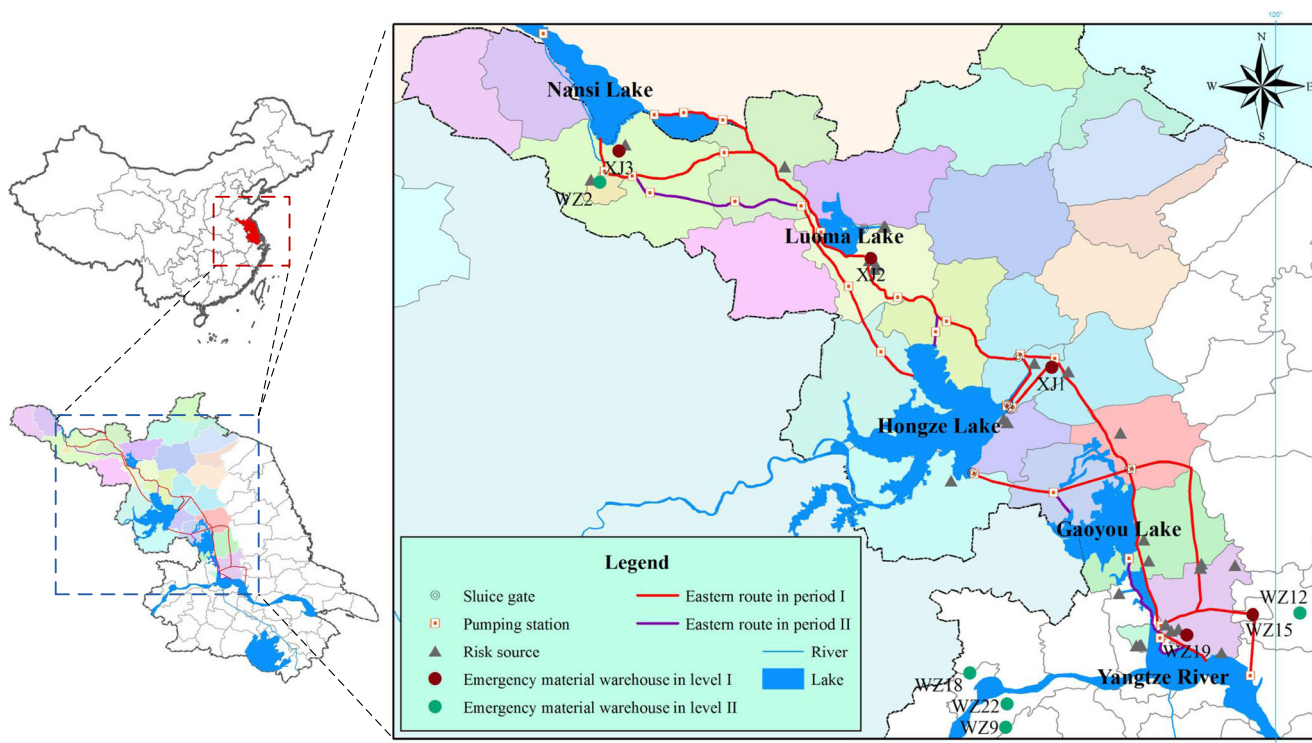 120°
N
W
E
S
Nansi Lake
XJ3
WZ2
Luoma Lake
XJ2
XJ1
Hongze Lake
Gaoyou Lake
WZ12
WZ15
WZ19
Yangtze River
WZ18
WZ22
WZ9
Legend
Sluice gate
Eastern route in period I
Pumping station
Eastern route in period II
Risk source
River
Emergency material warehouse in level I
Lake
Emergency material warehouse in level II